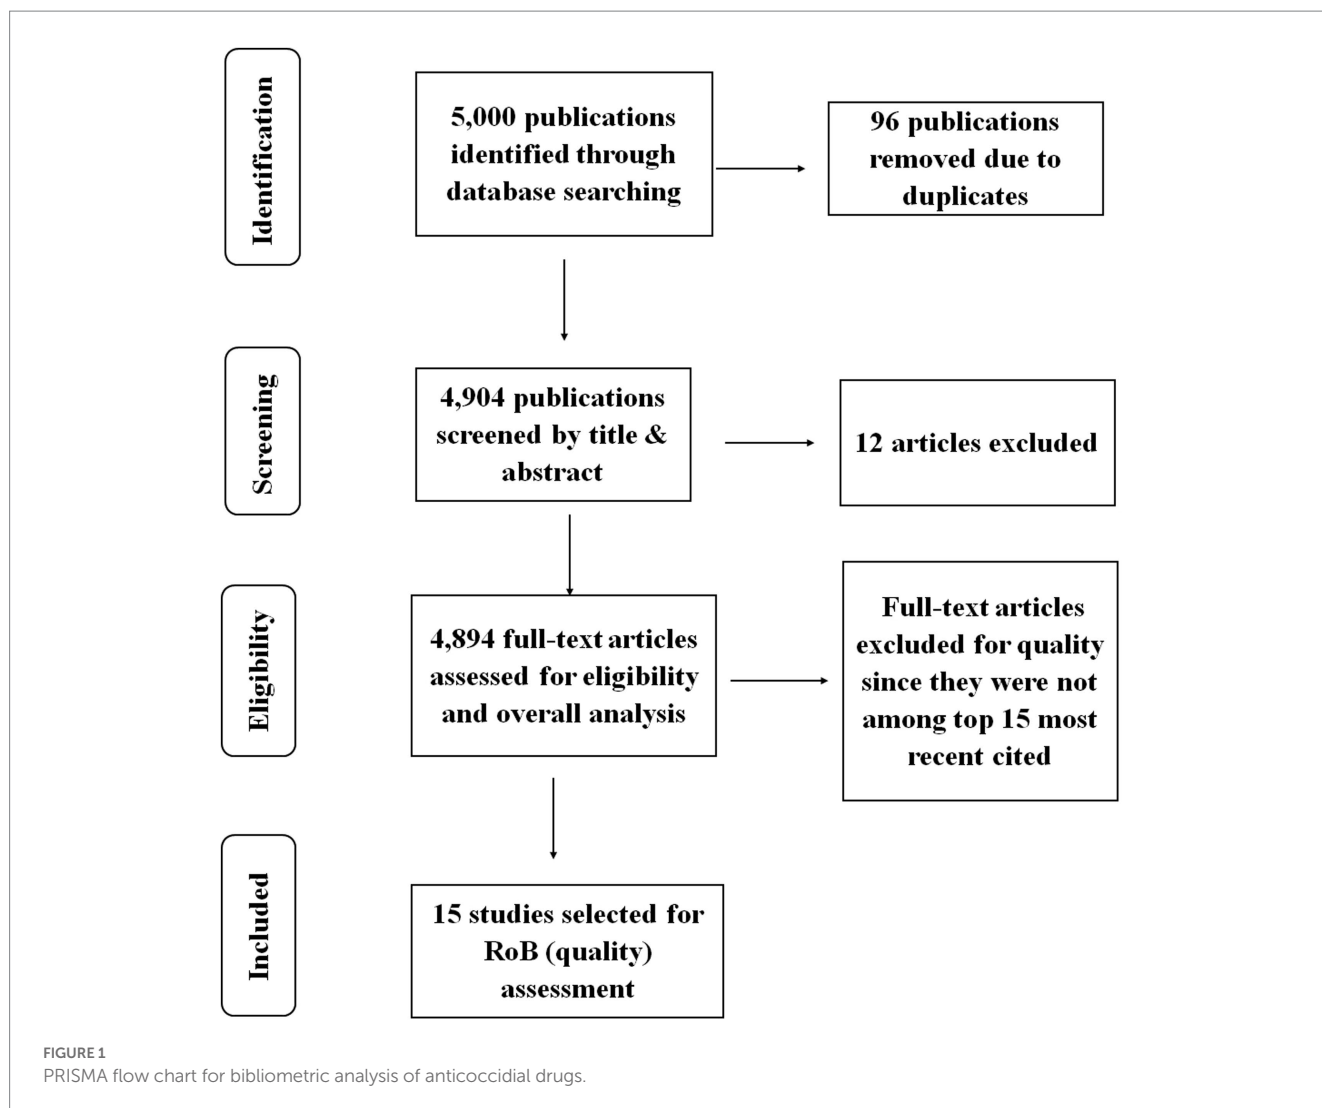 Identification
5,000 publications
identified through
database searching
96 publications
removed due to
duplicates
Screening
4,904 publications
screened by title &
abstract
12 articles excluded
Eligibility
4,894 full-text articles
assessed for eligibility
and overall analysis
Full-text articles
excluded for quality
since they were not
among top 15 most
recent cited
Included
15 studies selected for
RoB (quality)
assessment
FIGURE 1
PRISMA flow chart for bibliometric analysis of anticoccidial drugs.